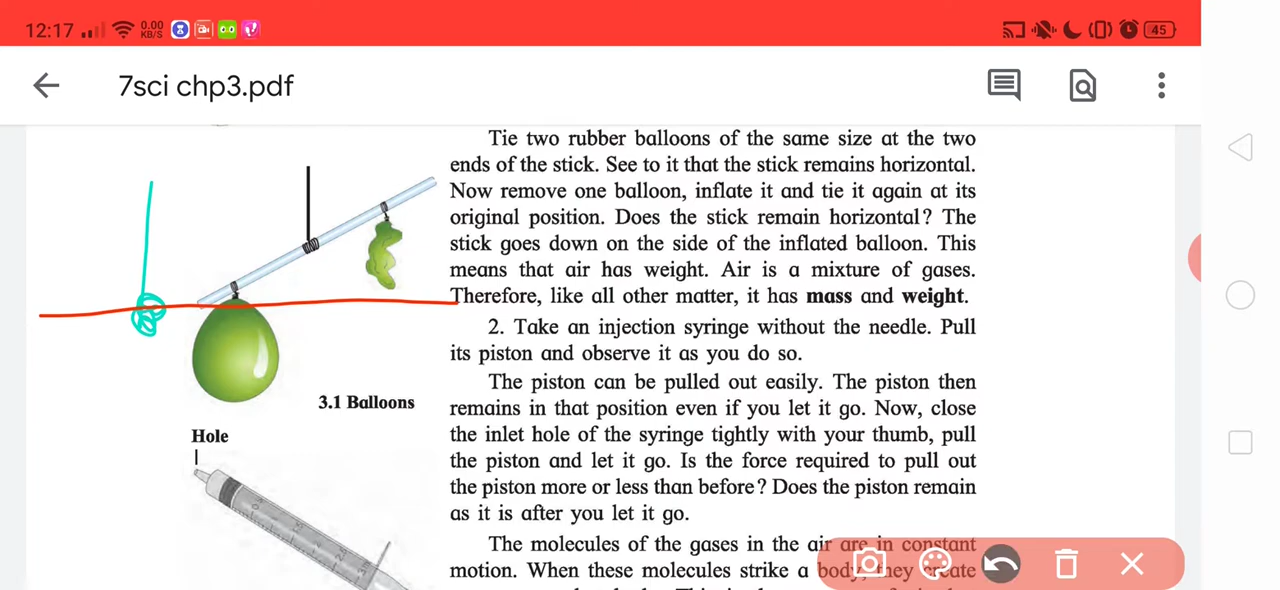 12:17
0.00
KB/S
45
7sci chp3.pdf
Tie two rubber balloons of the same size at the two
ends of the stick. See to it that the stick remains horizontal.
Now remove one balloon, inflate it and tie it again at its
original position. Does the stick remain horizontal? The
stick goes down on the side of the inflated balloon. This
means that air has weight. Air is a mixture of gases.
Therefore, like all other matter, it has mass and weight.
2. Take an injection syringe without the needle. Pull
its piston and observe it as you do so.
The piston can be pulled out easily. The piston then
remains in that position even if you let it go. Now, close
the inlet hole of the syringe tightly with your thumb, pull
the piston and let it go. Is the force required to pull out
the piston more or less than before? Does the piston remain
as it is after you let it go.
The molecules of the gases in the air are in constant
motion. When these molecules strike a body, they create
3.1 Balloons
Hole